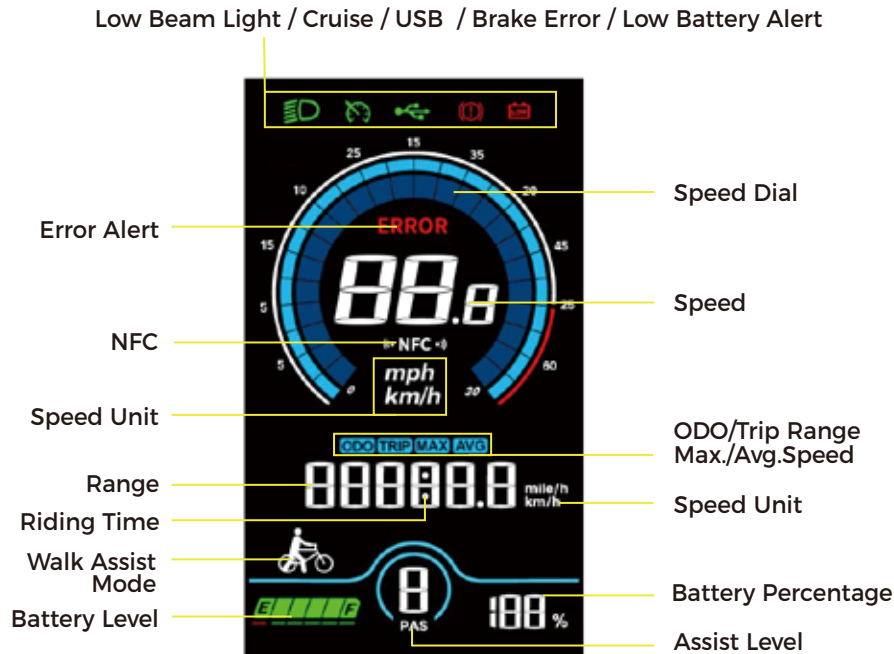 Low Beam Light / Cruise / USB / Brake Error / Low Battery Alert
15
25
35
10
20
Speed Dial
ERROR
Error Alert
15
45
88.8
Speed
5
25
NFC
NFC
60
5
mph
0
30
km/h
Speed Unit
ODO TRIP MAX AVG
ODO/Trip Range
Max./Avg.Speed
Range
888:88.8
mile/h
km/h
Speed Unit
Riding Time
Walk Assist
Mode
E
F
8
188 %
Battery Percentage
Battery Level
PAS
Assist Level